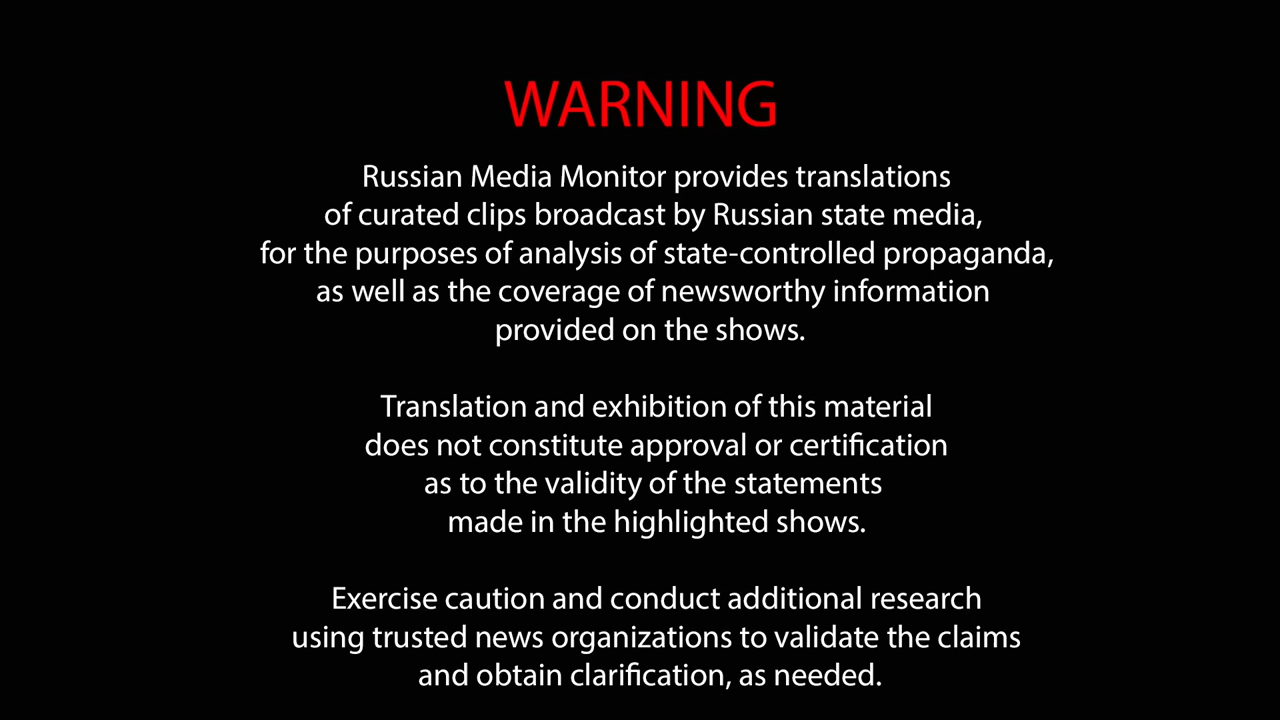 WARNING
Russian Media Monitor provides translations
of curated clips broadcast by Russian state media,
for the purposes of analysis of state-controlled propaganda,
as well as the coverage of newsworthy information
provided on the shows.
Translation and exhibition of this material
does not constitute approval or certification
as to the validity of the statements
made in the highlighted shows.
Exercise caution and conduct additional research
using trusted news organizations to validate the claims
and obtain clarification, as needed.